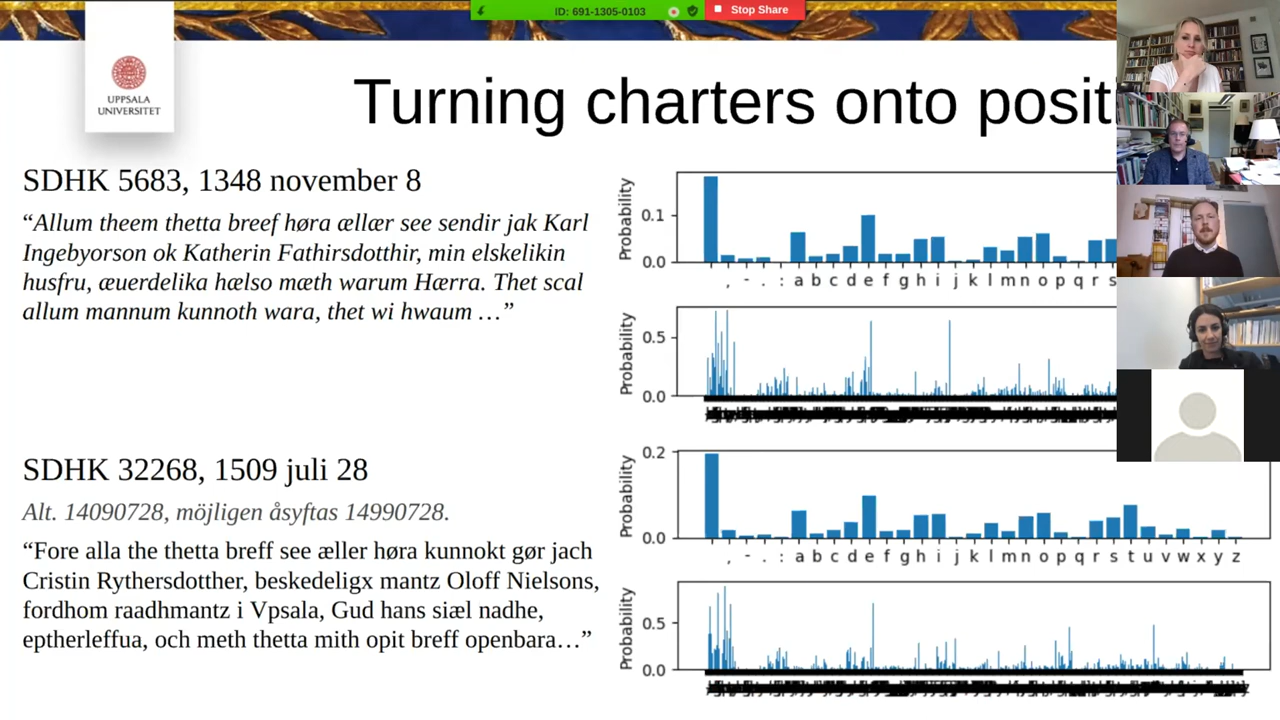 ID: 691-1305-0103
Stop Share
UPPSALA
UNIVERSITET
Turning charters onto positi
SDHK 5683, 1348 november 8
“Allum theem thetta breef høra ællær see sendir jak Karl
Ingebyorson ok Katherin Fathirsdotthir, min elskelikin
husfru, æuerdelika hælso mæth warum Hærra. Thet scal
allum mannum kunnoth wara, thet wi hwaum …”
SDHK 32268, 1509 juli 28
Alt. 14090728, möjligen åsyftas 14990728.
“Fore alla the thetta breff see æller høra kunnokt gør jach
Cristin Rythersdotther, beskedeligx mantz Oloff Nielsons,
fordhom raadhmantz i Vpsala, Gud hans siæl nadhe,
eptherleffua, och meth thetta mith opit breff openbara…”
Probability
0.1
0.0
, - . : a b c d e f g h i j k l m n o p q r s
Probability
0.5
0.0
Probability
0.2
0.0
, - . : a b c d e f g h i j k l m n o p q r s t u v w x y z
Probability
0.5
0.0